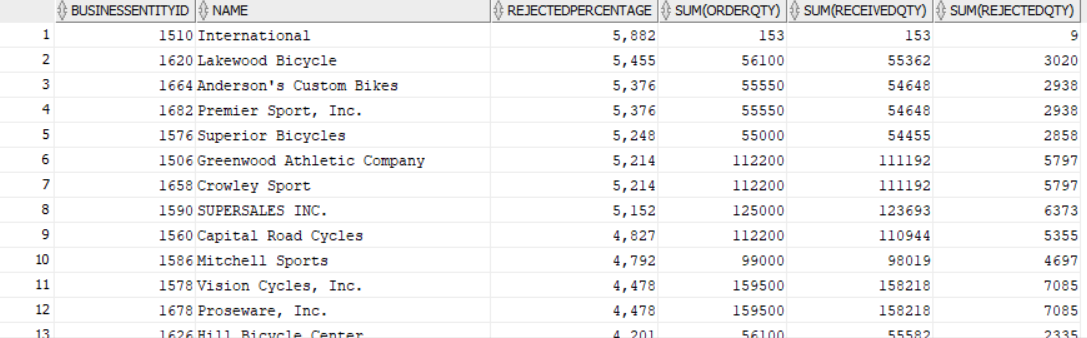 BUSINESSENTITYID NAME REJECTEDPERCENTAGE SUM(ORDERQTY) SUM(RECEIVEDQTY) SUM(REJECTEDQTY)
1 1510 International 5,882 153 153 9
2 1620 Lakewood Bicycle 5,455 56100 55362 3020
3 1664 Anderson's Custom Bikes 5,376 55550 54648 2938
4 1682 Premier Sport, Inc. 5,376 55550 54648 2938
5 1576 Superior Bicycles 5,248 55000 54455 2858
6 1506 Greenwood Athletic Company 5,214 112200 111192 5797
7 1658 Crowley Sport 5,214 112200 111192 5797
8 1590 SUPERSALES INC. 5,152 125000 123693 6373
9 1560 Capital Road Cycles 4,827 112200 110944 5355
10 1586 Mitchell Sports 4,792 99000 98019 4697
11 1578 Vision Cycles, Inc. 4,478 159500 158218 7085
12 1678 Proseware, Inc. 4,478 159500 158218 7085
13 1626 Hill Bicycle Center 4,201 56100 55582 2335